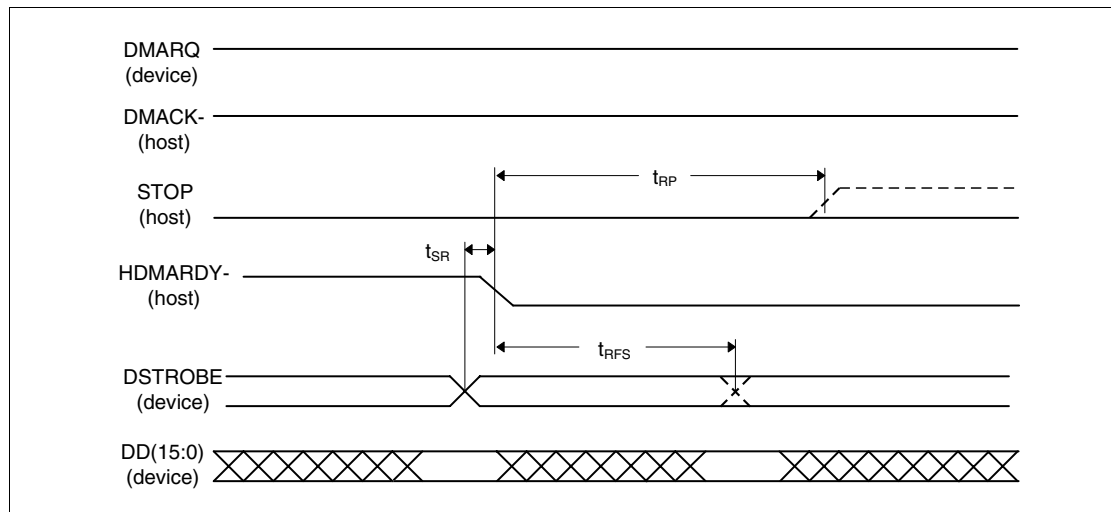 DMARQ
(device)
DMACK-
(host)
STOP
(host)
tRP
tSR
HDMARDY-
(host)
tRFS
DSTROBE
(device)
DD(15:0)
(device)